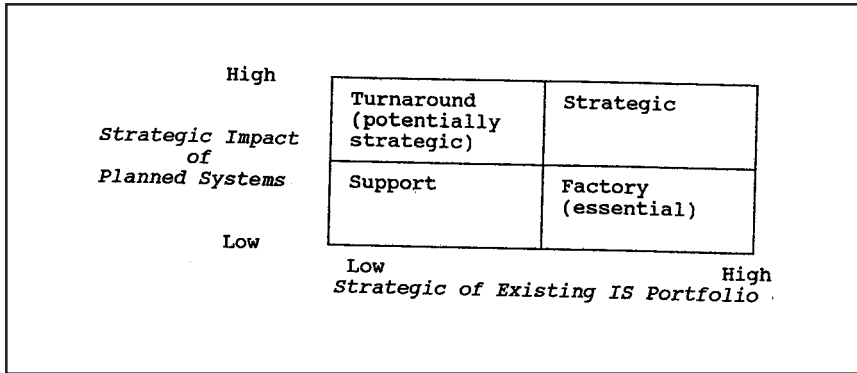 High
Turnaround
(potentially
strategic)
Strategic
Strategic Impact
of
Planned Systems
Support
Factory
(essential)
Low
Low
High
Strategic of Existing IS Portfolio